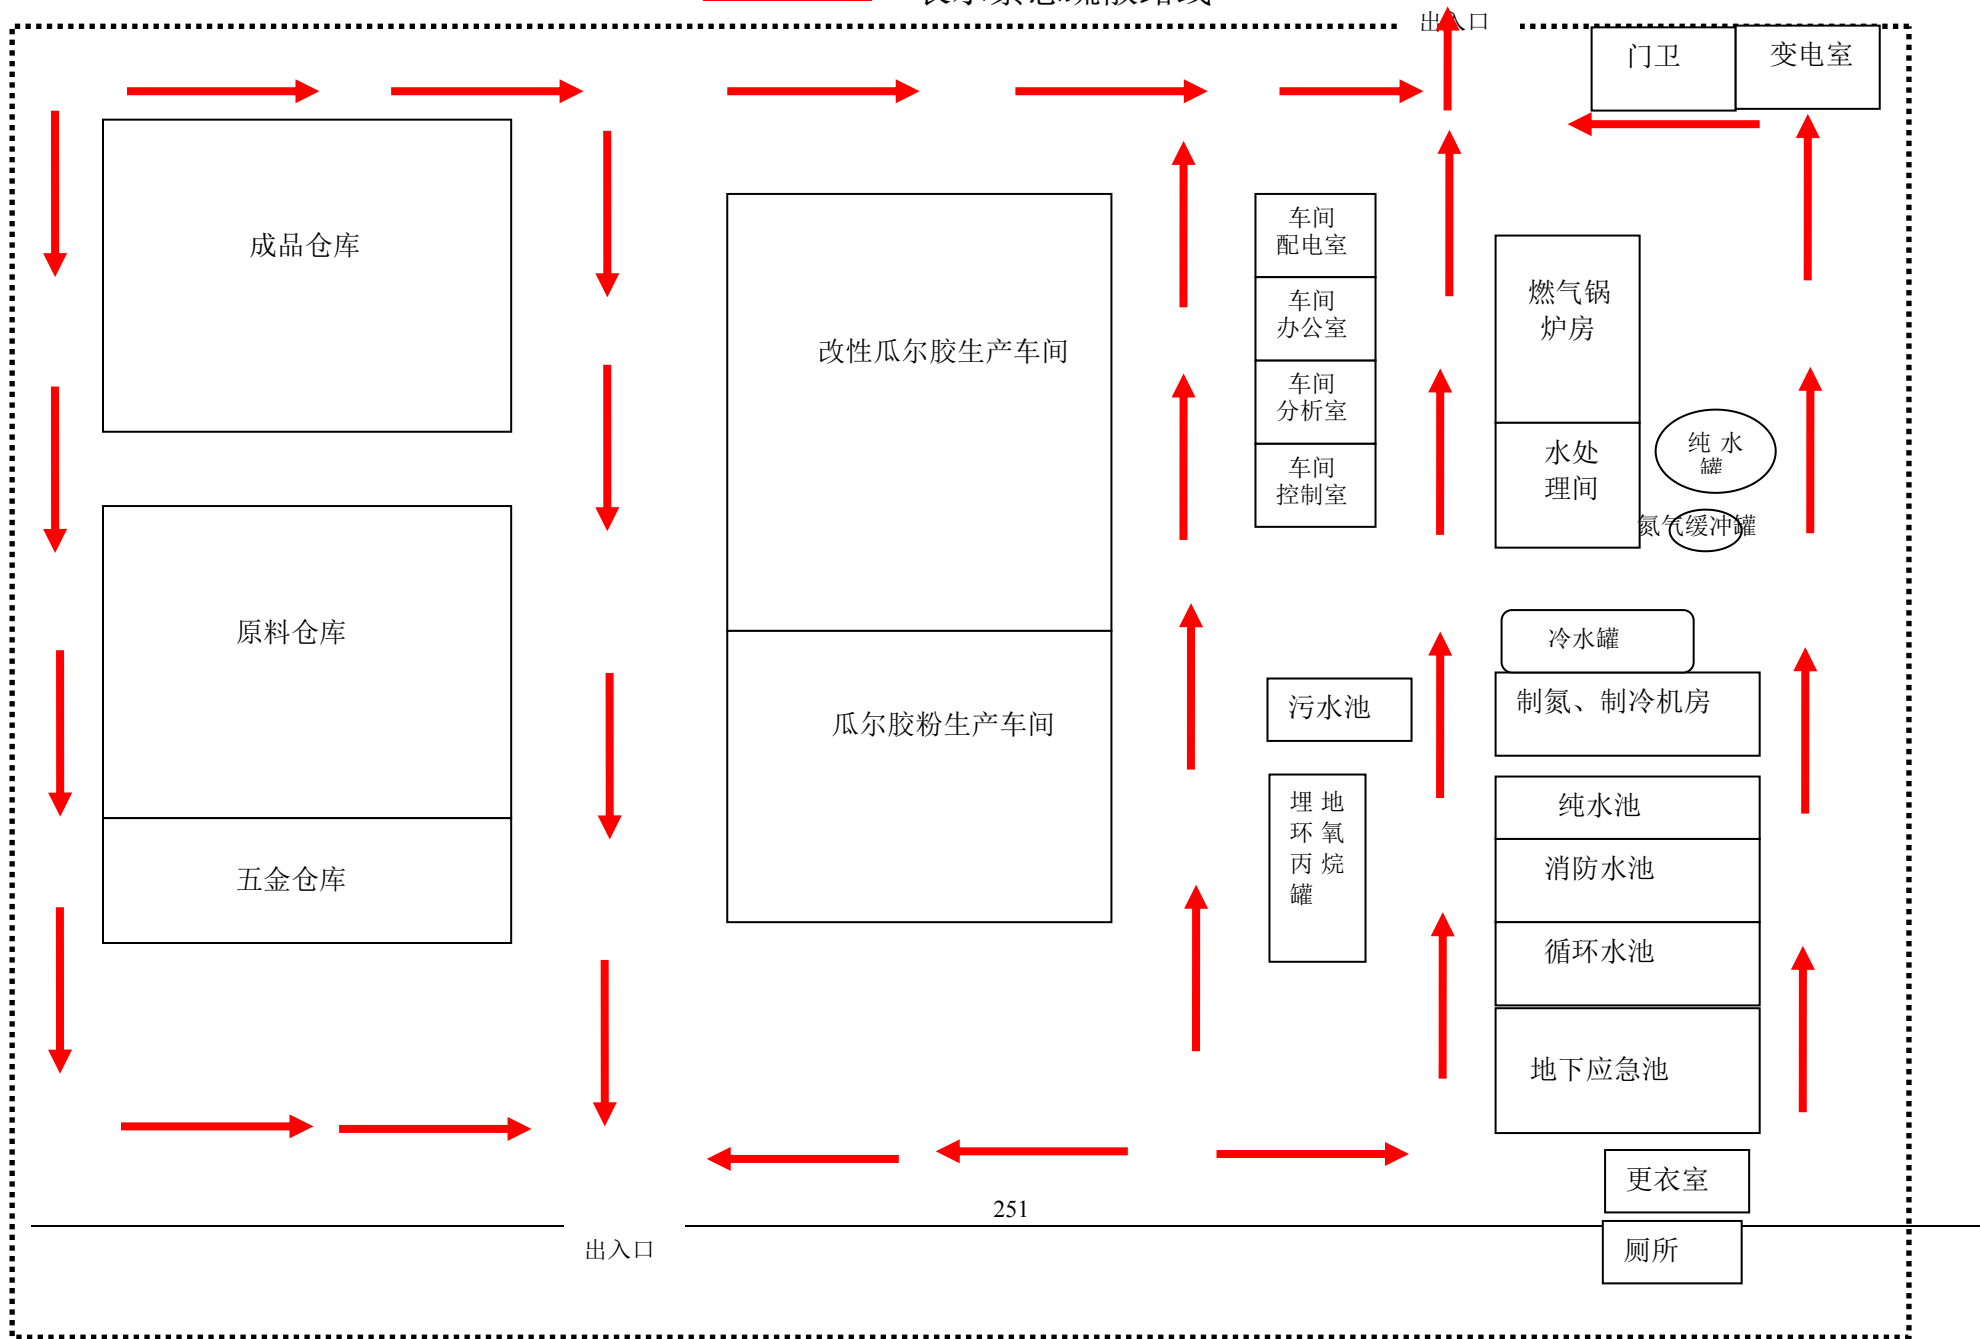 出入口
门卫
变电室
成品仓库
车间
配电室
车间
办公室
车间
分析室
车间
控制室
燃气锅
炉房
改性瓜尔胶生产车间
水处
理间
纯 水
罐
氮气缓冲罐
原料仓库
冷水罐
制氮、制冷机房
污水池
瓜尔胶粉生产车间
埋 地
环 氧
丙 烷
罐
纯水池
消防水池
五金仓库
循环水池
地下应急池
更衣室
251
出入口
厕所